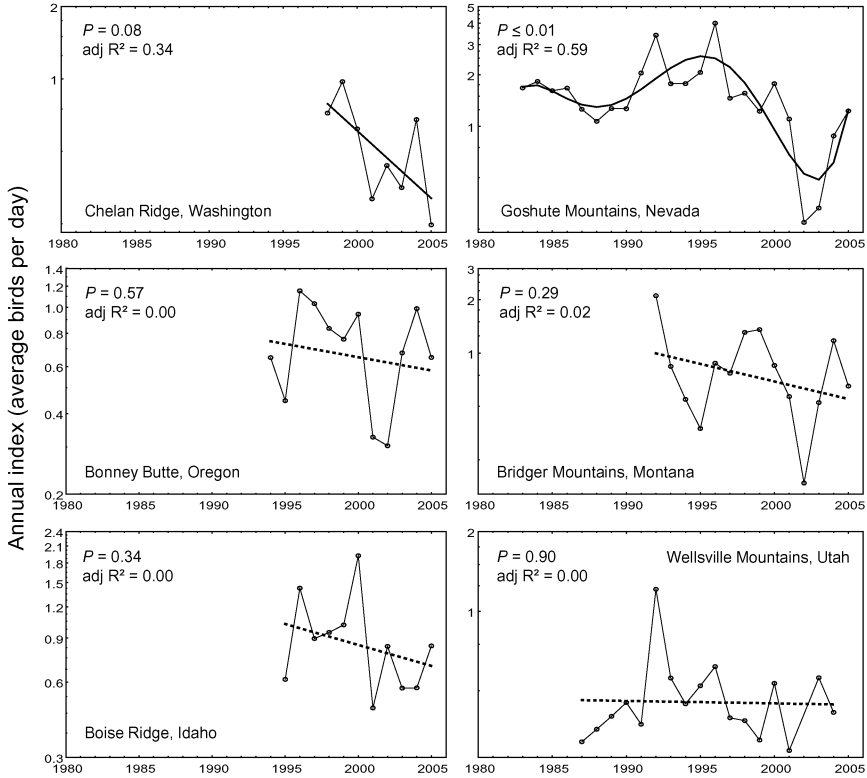 Annual index (average birds per day)
2
1
P = 0.08
adj R² = 0.34
Chelan Ridge, Washington
1980 1985 1990 1995 2000 2005
5
4
3
2
1
P ≤ 0.01
adj R² = 0.59
Goshute Mountains, Nevada
1980 1985 1990 1995 2000 2005
1.4
1.2
1.0
0.8
0.6
0.4
0.2
P = 0.57
adj R² = 0.00
Bonney Butte, Oregon
1980 1985 1990 1995 2000 2005
3
2
1
P = 0.29
adj R² = 0.02
Bridger Mountains, Montana
1980 1985 1990 1995 2000 2005
2.4
2.1
1.8
1.5
1.2
0.9
0.6
0.3
P = 0.34
adj R² = 0.00
Boise Ridge, Idaho
1980 1985 1990 1995 2000 2005
2
1
P = 0.90
adj R² = 0.00
Wellsville Mountains, Utah
1980 1985 1990 1995 2000 2005